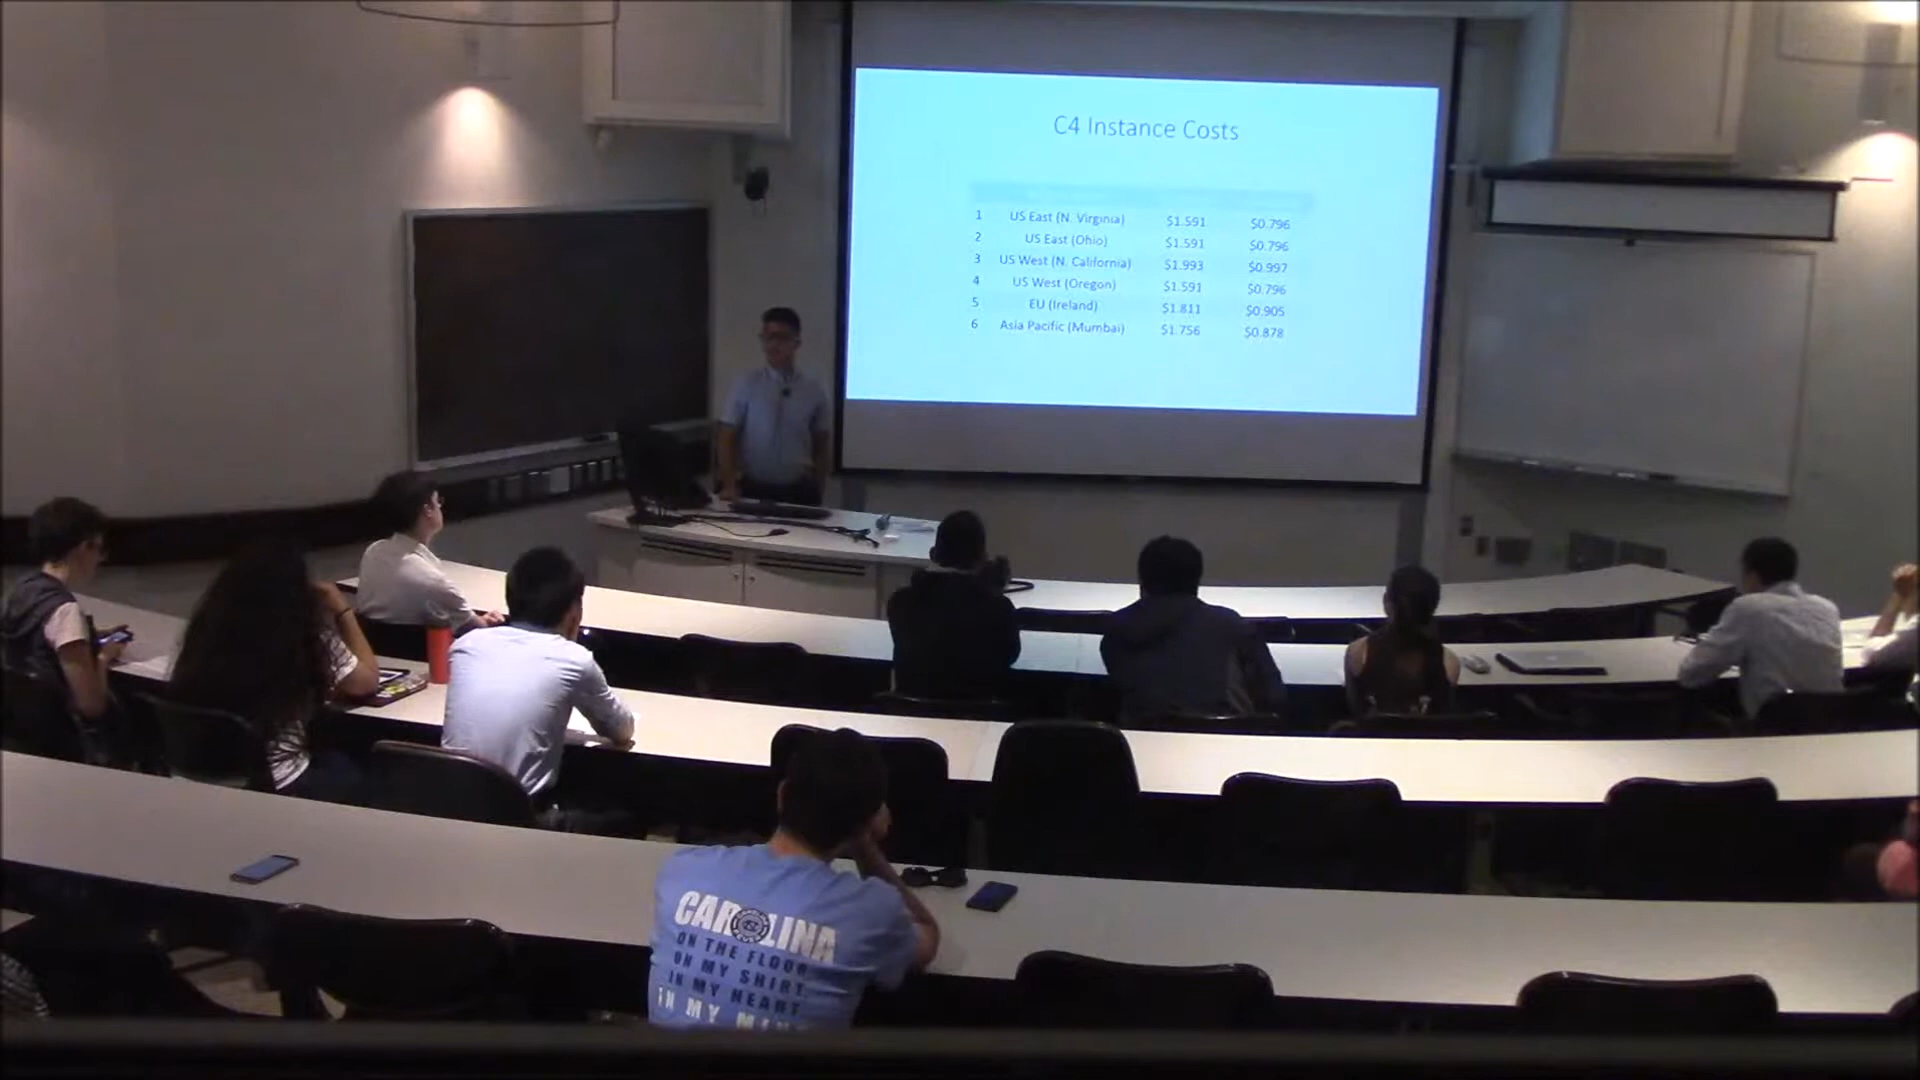 C4 Instance Costs
1 US East (N. Virginia) $1.591 $0.796
2 US East (Ohio) $1.591 $0.796
3 US West (N. California) $1.993 $0.997
4 US West (Oregon) $1.591 $0.796
5 EU (Ireland) $1.811 $0.905
6 Asia Pacific (Mumbai) $1.756 $0.878
CAROLINA
ON THE FLOOR
ON MY SHIRT
IN MY HEART
IN MY